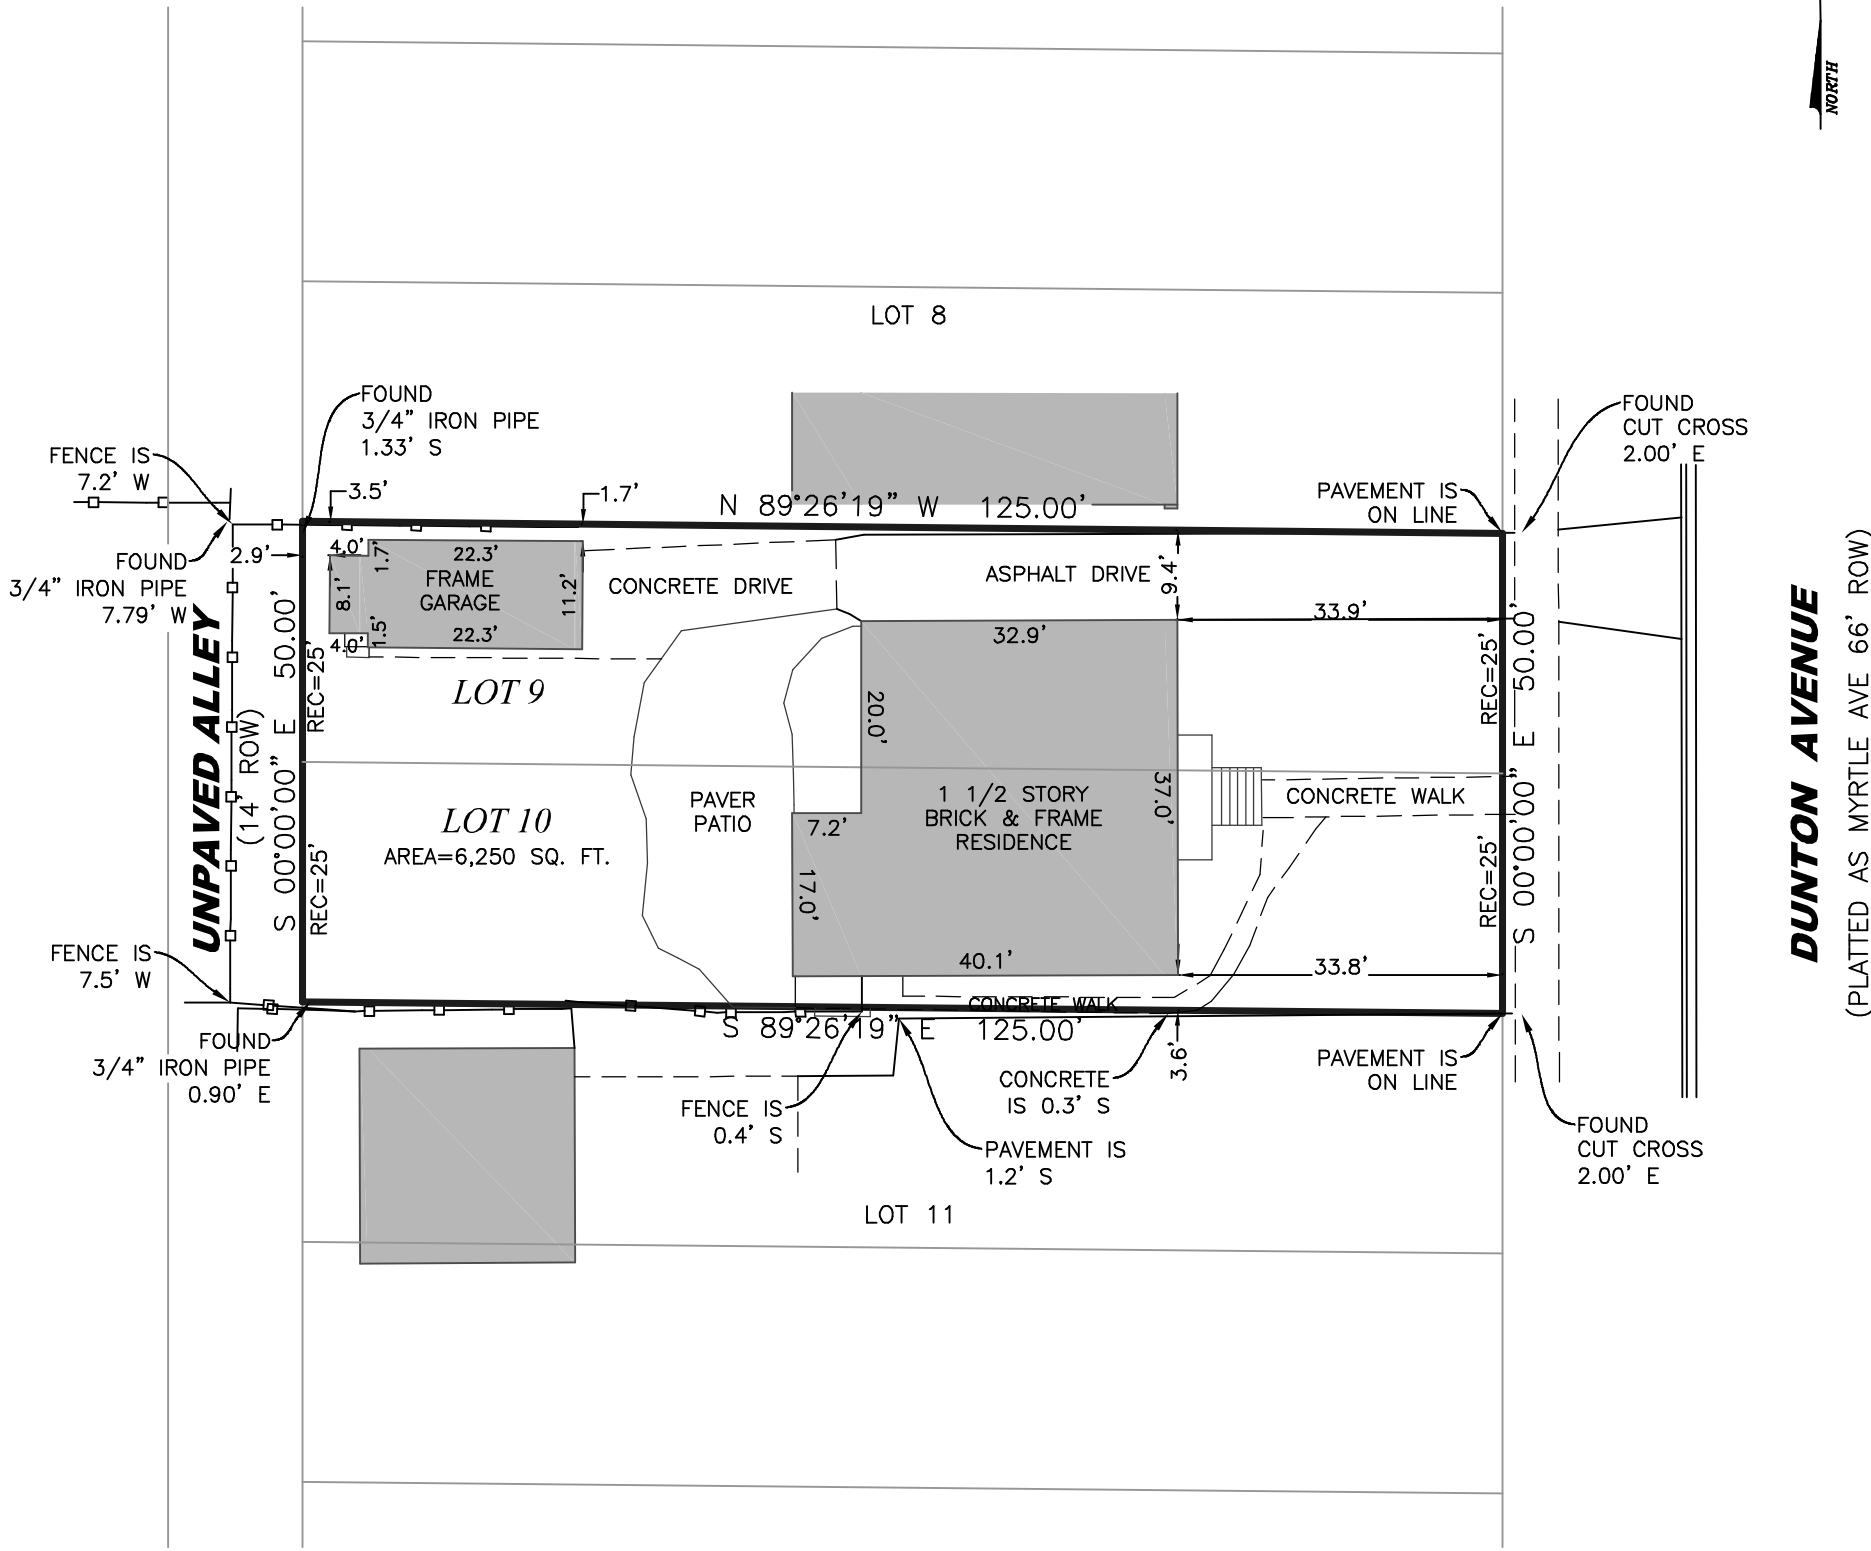 NORTH
LOT 8
FOUND
3/4" IRON PIPE
1.33' S
FOUND
CUT CROSS
2.00' E
FENCE IS
7.2' W
3.5'
1.7'
N 89°26'19" W 125.00'
PAVEMENT IS
ON LINE
FOUND
3/4" IRON PIPE
7.79' W
2.9'
4.0'
1.7'
22.3'
FRAME
GARAGE
8.1'
11.2'
22.3'
4.0'
1.5'
CONCRETE DRIVE
ASPHALT DRIVE
9.4'
33.9'
32.9'
UNPAVED ALLEY
(14' ROW)
S 00°00'00" E 50.00'
REC=25'
REC=25'
LOT 9
LOT 10
AREA=6,250 SQ. FT.
PAVER
PATIO
20.0'
7.2'
17.0'
37.0'
1 1/2 STORY
BRICK & FRAME
RESIDENCE
40.1'
CONCRETE WALK
33.8'
REC=25'
REC=25'
S 00°00'00" E 50.00'
DUNTON AVENUE
(PLATTED AS MYRTLE AVE 66' ROW)
FENCE IS
7.5' W
FOUND
3/4" IRON PIPE
0.90' E
CONCRETE WALK
S 89°26'19" E 125.00'
3.6'
FENCE IS
0.4' S
CONCRETE
IS 0.3' S
PAVEMENT IS
1.2' S
PAVEMENT IS
ON LINE
FOUND
CUT CROSS
2.00' E
LOT 11